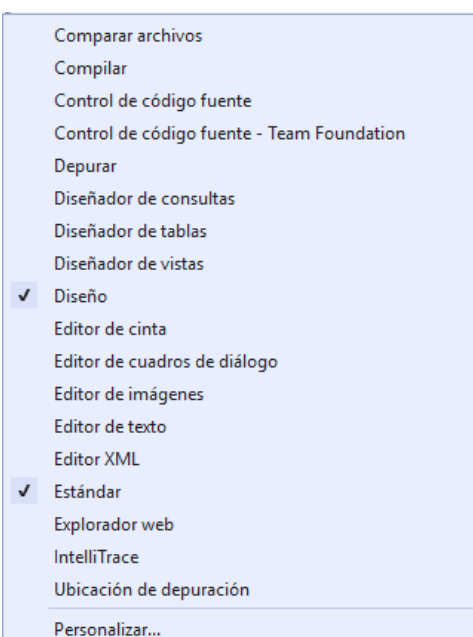 Comparar archivos
Compilar
Control de código fuente
Control de código fuente - Team Foundation
Depurar
Diseñador de consultas
Diseñador de tablas
Diseñador de vistas
Diseño
Editor de cinta
Editor de cuadros de diálogo
Editor de imágenes
Editor de texto
Editor XML
Estándar
Explorador web
IntelliTrace
Ubicación de depuración
Personalizar...